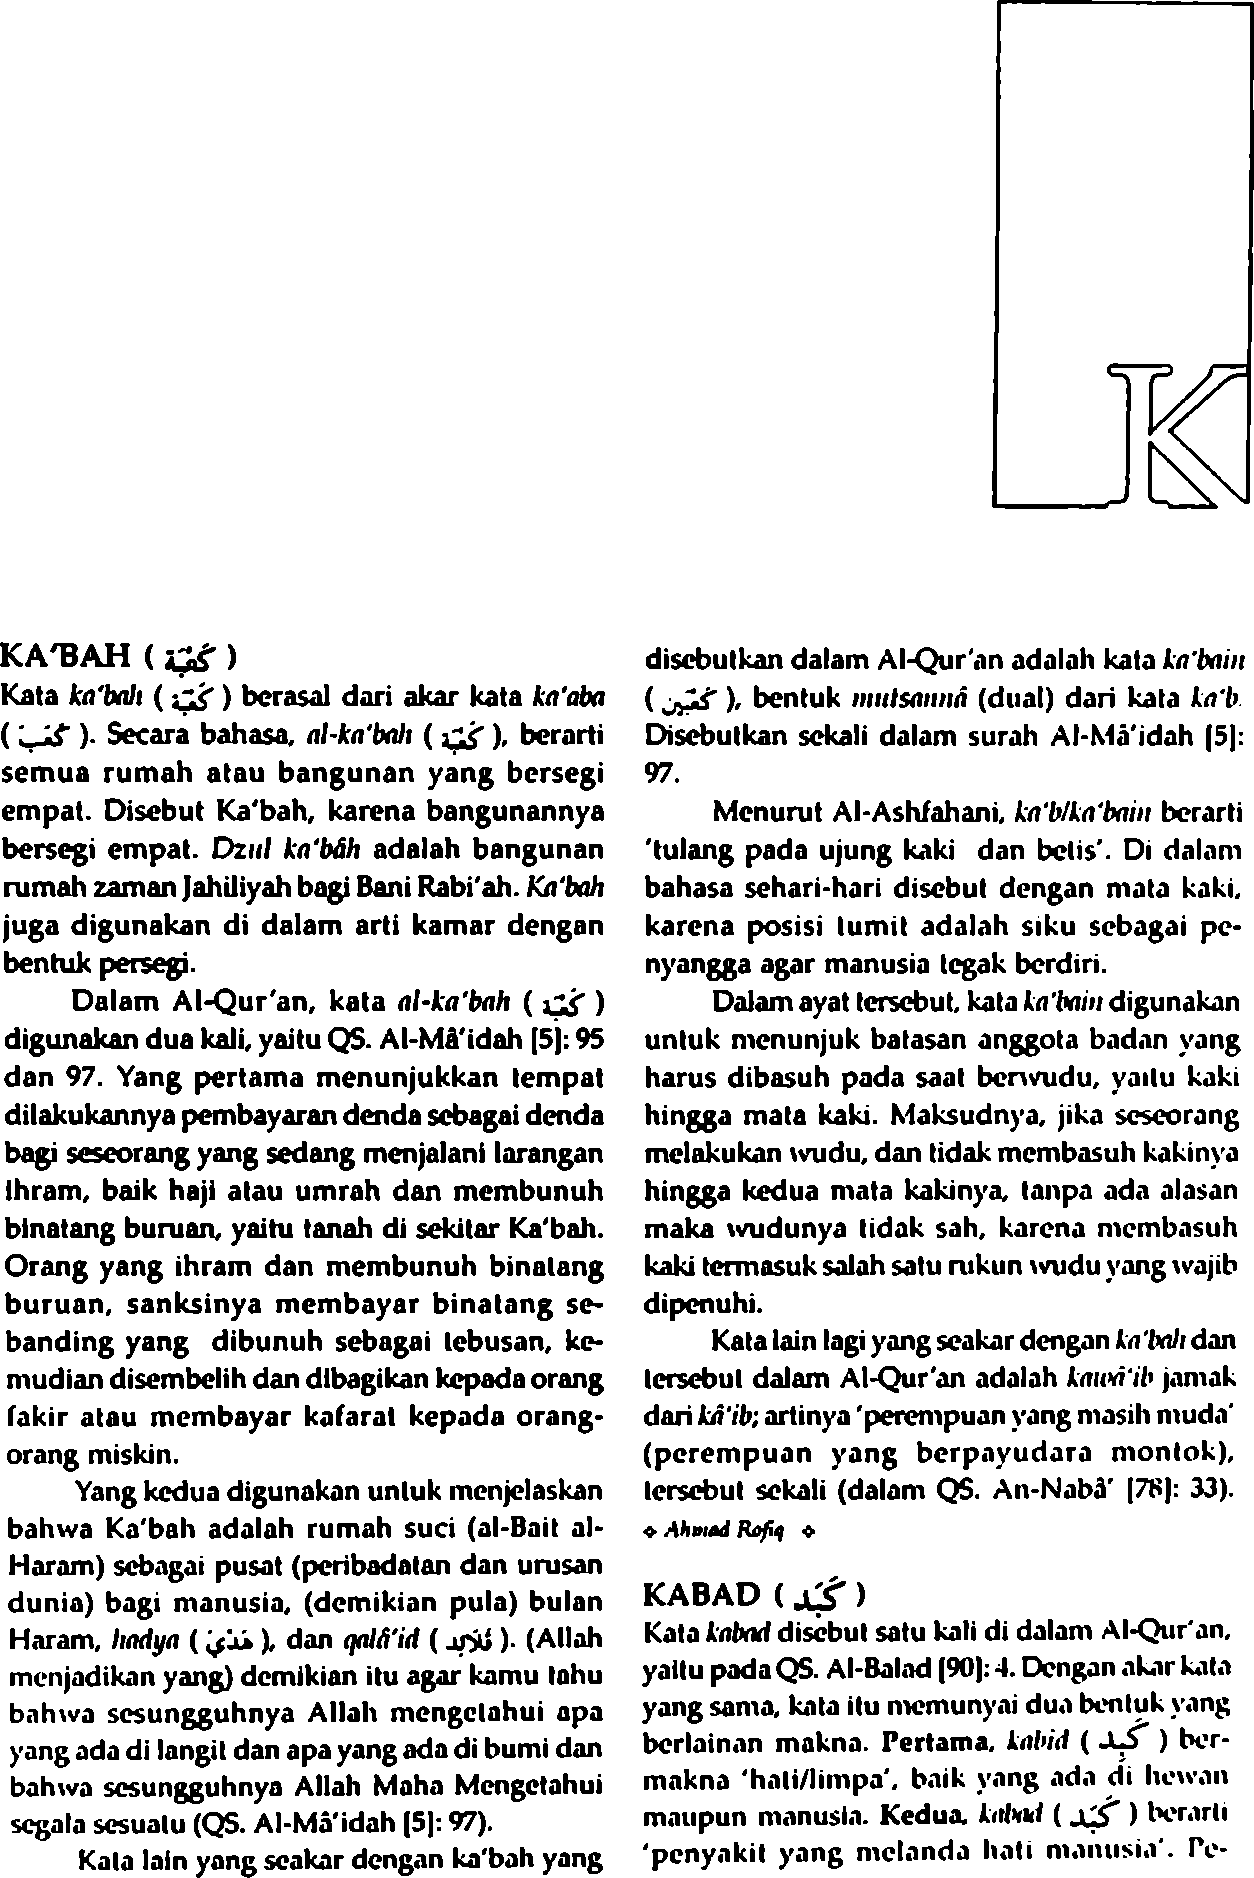 K
KA'BAH ( كَعْبَة )
Kata ka'bah ( كَعْبَة ) berasal dari akar kata ka'aba
( كَعَبَ ). Secara bahasa, al-ka'bah ( كَعْبَة ), berarti
semua rumah atau bangunan yang bersegi
empat. Disebut Ka'bah, karena bangunannya
bersegi empat. Dzul ka'bâh adalah bangunan
rumah zaman Jahiliyah bagi Bani Rabi'ah. Ka'bah
juga digunakan di dalam arti kamar dengan
bentuk persegi.
Dalam Al-Qur'an, kata al-ka'bah ( كَعْبَة )
digunakan dua kali, yaitu QS. Al-Mâ'idah [5]: 95
dan 97. Yang pertama menunjukkan tempat
dilakukannya pembayaran denda sebagai denda
bagi seseorang yang sedang menjalani larangan
ihram, baik haji atau umrah dan membunuh
binatang buruan, yaitu tanah di sekitar Ka'bah.
Orang yang ihram dan membunuh binatang
buruan, sanksinya membayar binatang se-
banding yang dibunuh sebagai tebusan, ke-
mudian disembelih dan dibagikan kepada orang
fakir atau membayar kafarat kepada orang-
orang miskin.
Yang kedua digunakan untuk menjelaskan
bahwa Ka'bah adalah rumah suci (al-Bait al-
Haram) sebagai pusat (peribadatan dan urusan
dunia) bagi manusia, (demikian pula) bulan
Haram, hadya ( هَدْيَ ), dan qalâ'id ( قَلَائِد ). (Allah
menjadikan yang) demikian itu agar kamu tahu
bahwa sesungguhnya Allah mengetahui apa
yang ada di langit dan apa yang ada di bumi dan
bahwa sesungguhnya Allah Maha Mengetahui
segala sesuatu (QS. Al-Mâ'idah [5]: 97).
Kata lain yang seakar dengan ka'bah yang
disebutkan dalam Al-Qur'an adalah kata ka'bain
( كَعْبَيْن ), bentuk mutsannâ (dual) dari kata ka'b.
Disebutkan sekali dalam surah Al-Mâ'idah [5]:
97.
Menurut Al-Ashfahani, ka'b/ka'bain berarti
'tulang pada ujung kaki dan betis'. Di dalam
bahasa sehari-hari disebut dengan mata kaki,
karena posisi tumit adalah siku sebagai pe-
nyangga agar manusia tegak berdiri.
Dalam ayat tersebut, kata ka'bain digunakan
untuk menunjuk batasan anggota badan yang
harus dibasuh pada saat berwudu, yaitu kaki
hingga mata kaki. Maksudnya, jika seseorang
melakukan wudu, dan tidak membasuh kakinya
hingga kedua mata kakinya, tanpa ada alasan
maka wudunya tidak sah, karena membasuh
kaki termasuk salah satu rukun wudu yang wajib
dipenuhi.
Kata lain lagi yang seakar dengan ka'bah dan
tersebut dalam Al-Qur'an adalah kawâ'ib jamak
dari kâ'ib; artinya 'perempuan yang masih muda'
(perempuan yang berpayudara montok),
tersebut sekali (dalam QS. An-Nabâ' [78]: 33).
❖ Ahmad Rofiq ❖
KABAD ( كَبَد )
Kata kabad disebut satu kali di dalam Al-Qur'an,
yaitu pada QS. Al-Balad [90]: 4. Dengan akar kata
yang sama, kata itu memunyai dua bentuk yang
berlainan makna. Pertama, kabid ( كَبِد ) ber-
makna 'hati/limpa', baik yang ada di hewan
maupun manusia. Kedua, kabad ( كَبَد ) berarti
'penyakit yang melanda hati manusia'. Pe-